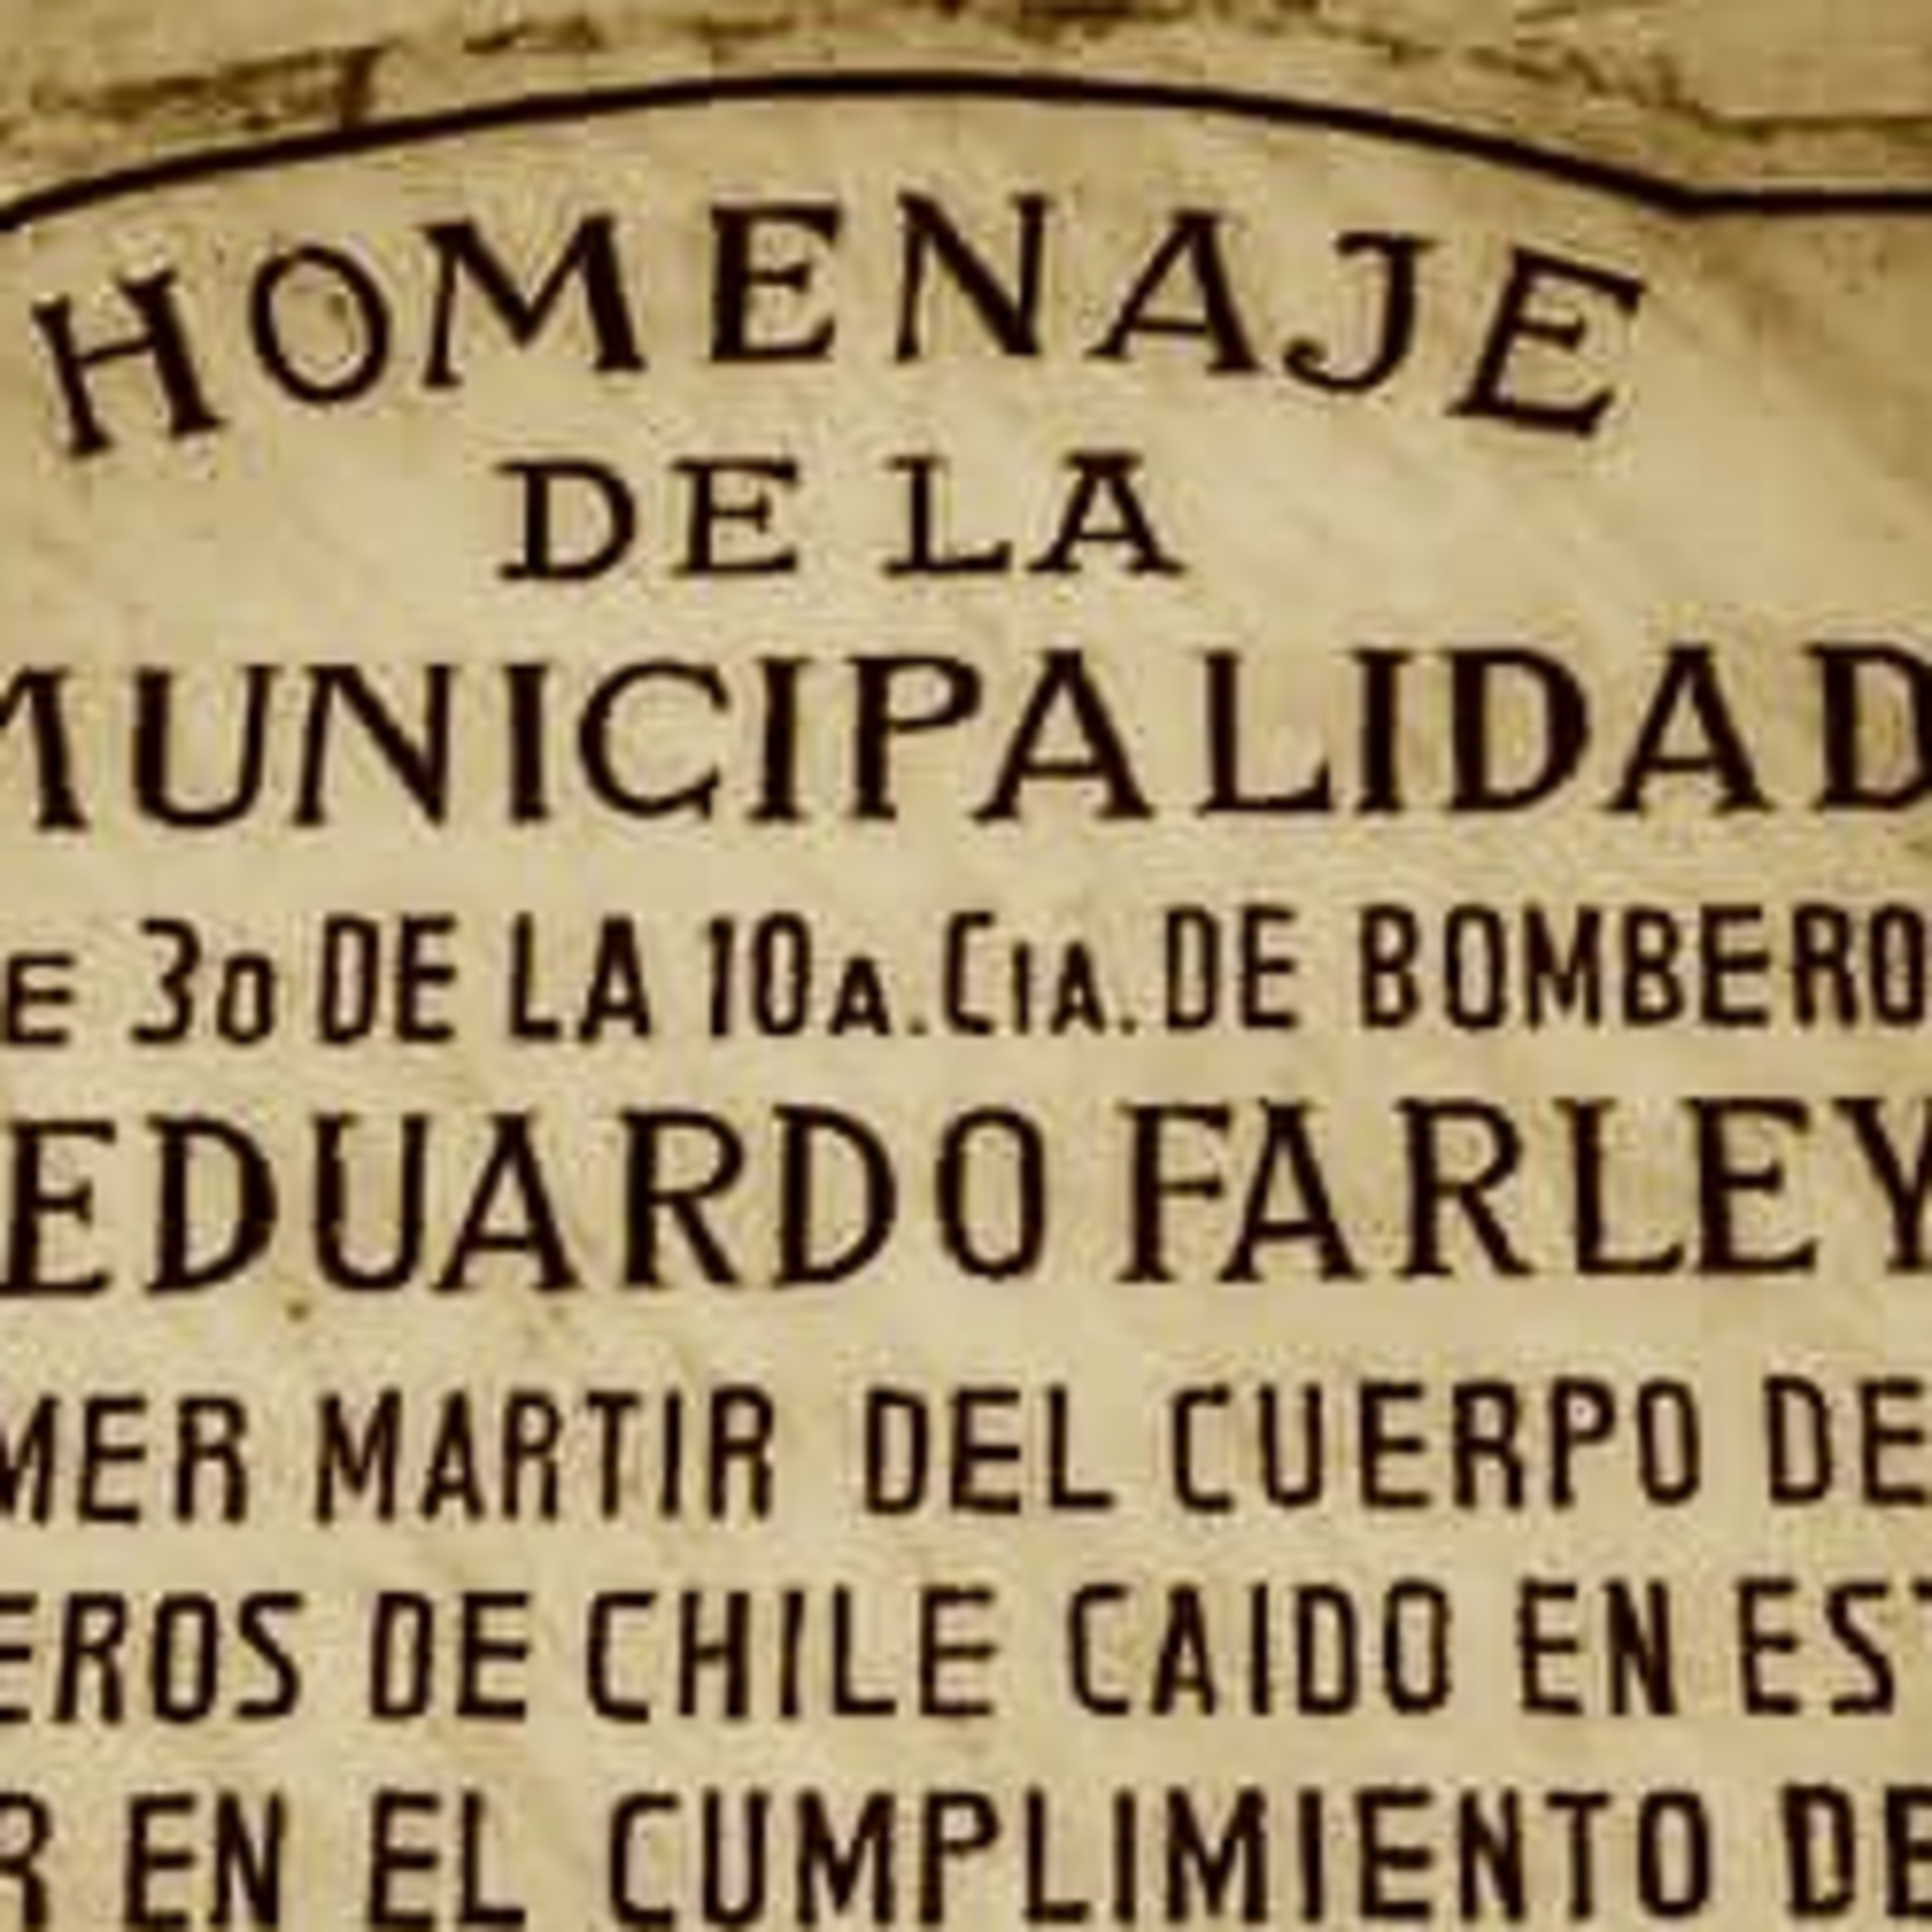 HOMENAJE
DE LA
MUNICIPALIDAD
E 3o DE LA 10A. CIA. DE BOMBERO
EDUARDO FARLEY
MER MARTIR DEL CUERPO DE
EROS DE CHILE CAIDO EN EST
R EN EL CUMPLIMIENTO DE